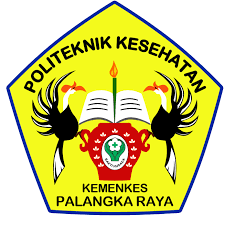 POLITEKNIK KESEHATAN
KEMENKES
PALANGKA RAYA